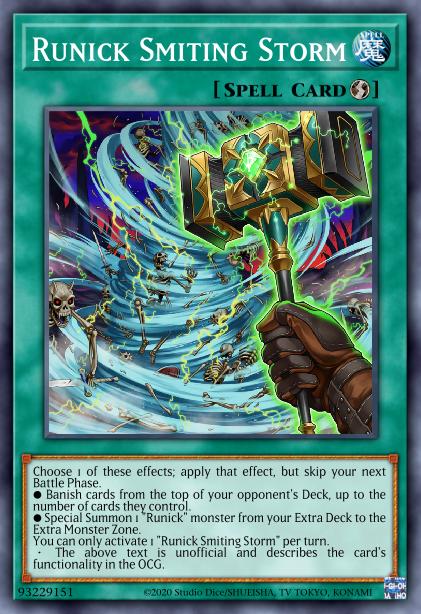 RUNICK SMITING STORM
SPELL
魔
[SPELL CARD]
Choose 1 of these effects; apply that effect, but skip your next
Battle Phase.
● Banish cards from the top of your opponent's Deck, up to the
number of cards they control.
● Special Summon 1 "Runick" monster from your Extra Deck to the
Extra Monster Zone.
You can only activate 1 "Runick Smiting Storm" per turn.
· The above text is unofficial and describes the card's
functionality in the OCG.
93229151
©2020 Studio Dice/SHUEISHA, TV TOKYO, KONAMI